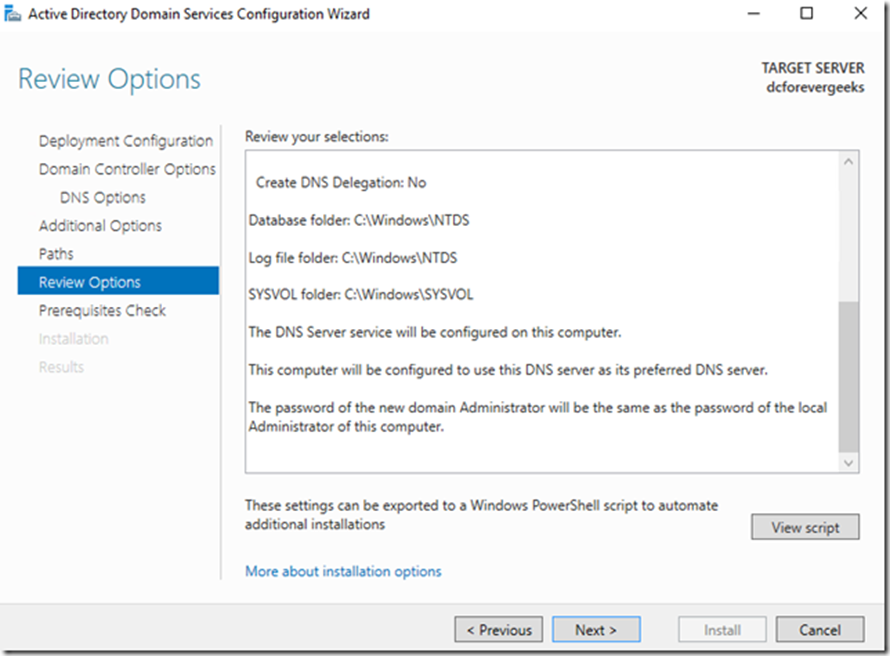 Active Directory Domain Services Configuration Wizard
Review Options
TARGET SERVER
dcforevergeeks
Deployment Configuration
Domain Controller Options
DNS Options
Additional Options
Paths
Review Options
Prerequisites Check
Installation
Results
Review your selections:
Create DNS Delegation: No
Database folder: C:\Windows\NTDS
Log file folder: C:\Windows\NTDS
SYSVOL folder: C:\Windows\SYSVOL
The DNS Server service will be configured on this computer.
This computer will be configured to use this DNS server as its preferred DNS server.
The password of the new domain Administrator will be the same as the password of the local
Administrator of this computer.
These settings can be exported to a Windows PowerShell script to automate
additional installations
View script
More about installation options
< Previous
Next >
Install
Cancel